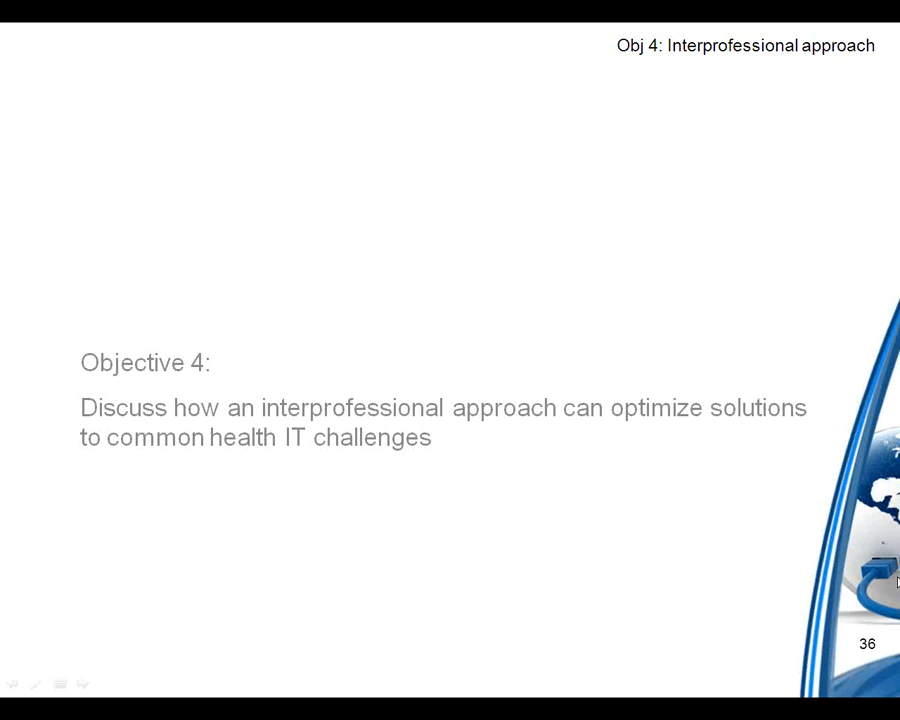 Obj 4: Interprofessional approach
Objective 4:
Discuss how an interprofessional approach can optimize solutions
to common health IT challenges
36